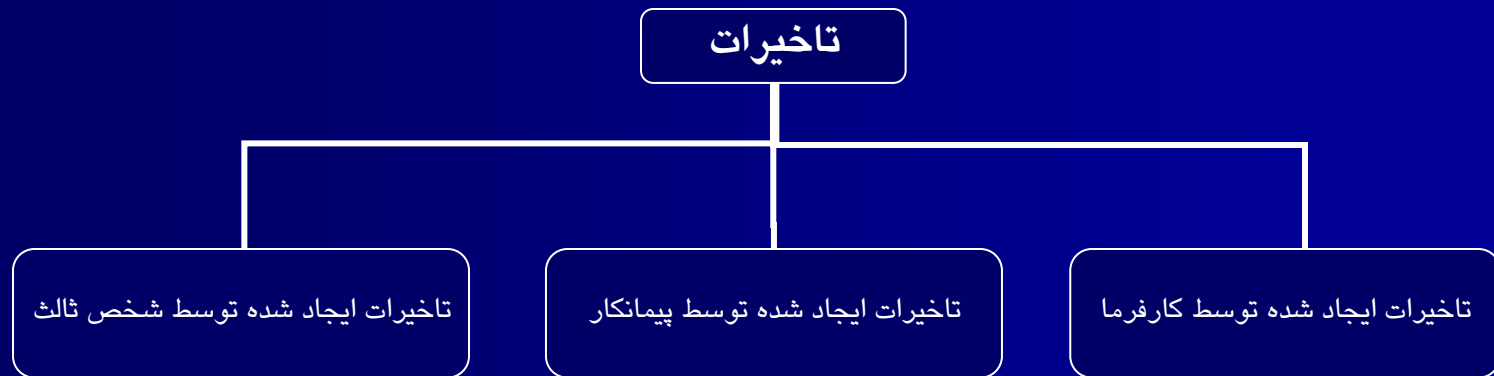 تاخیرات
تاخیرات ایجاد شده توسط کارفرما
تاخیرات ایجاد شده توسط پیمانکار
تاخیرات ایجاد شده توسط شخص ثالث